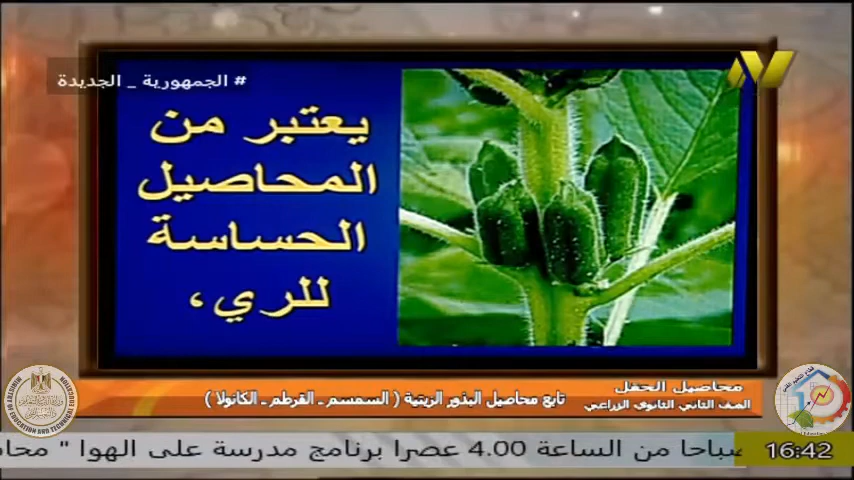 # الجمهورية _ الجديدة
يعتبر من
المحاصيل
الحساسة
للري،
محاصيل الحقل
الصف الثاني الثانوي الزراعي
تابع محاصيل البذور الزيتية ( السمسم ـ القرطم ـ الكانولا )
صباحا من الساعة 4.00 عصرا برنامج مدرسة على الهوا "
16:42